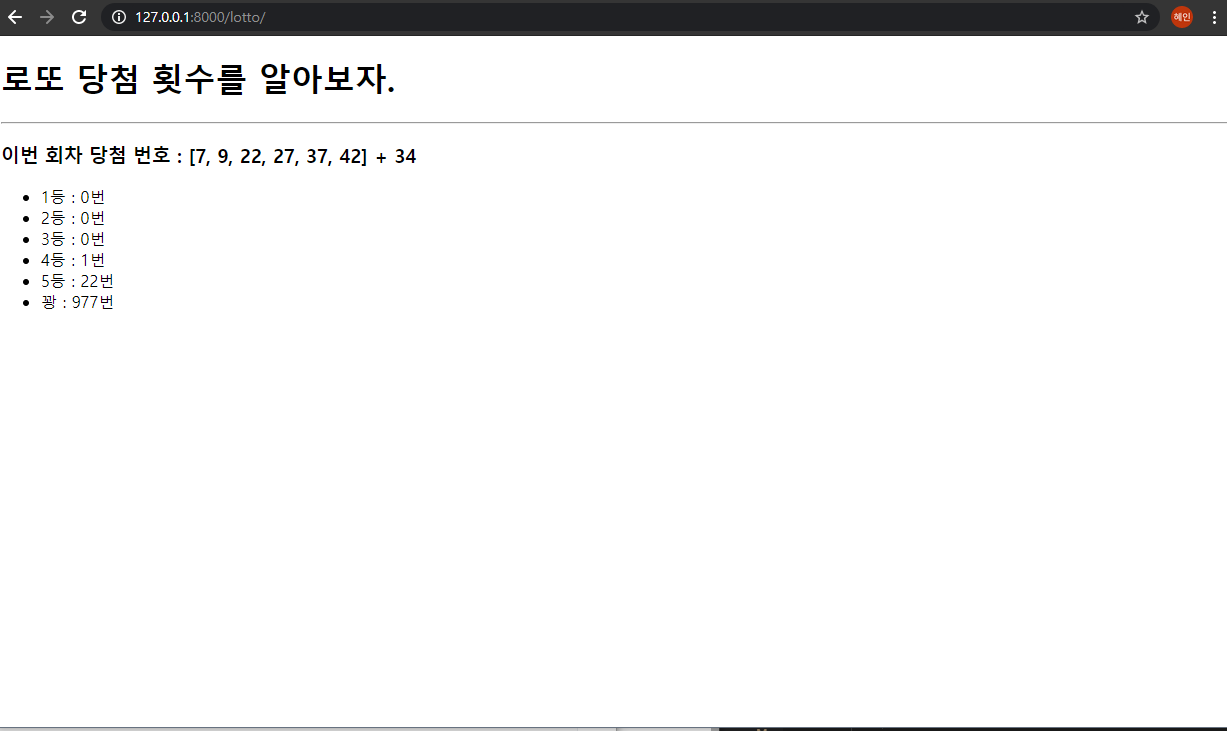 127.0.0.1:8000/lotto/
혜인
로또 당첨 횟수를 알아보자.
이번 회차 당첨 번호 : [7, 9, 22, 27, 37, 42] + 34
• 1등 : 0번
• 2등 : 0번
• 3등 : 0번
• 4등 : 1번
• 5등 : 22번
• 꽝 : 977번